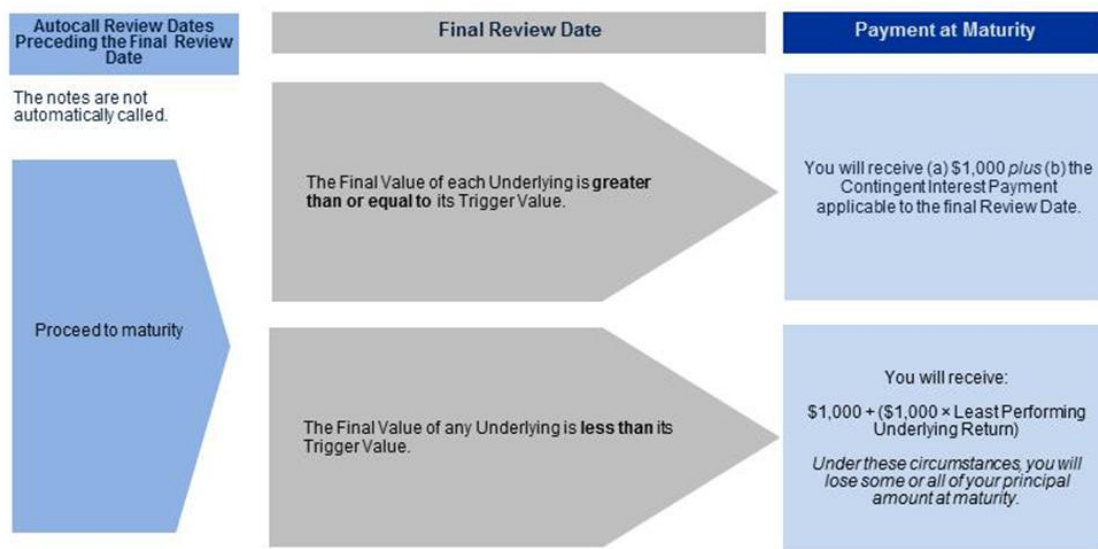 Autocall Review Dates
Preceding the Final Review
Date
The notes are not
automatically called.
Proceed to maturity
Final Review Date
The Final Value of each Underlying is greater
than or equal to its Trigger Value.
The Final Value of any Underlying is less than its
Trigger Value.
Payment at Maturity
You will receive (a) $1,000 plus (b) the
Contingent Interest Payment
applicable to the final Review Date.
You will receive:
$1,000 + ($1,000 × Least Performing
Underlying Return)
Under these circumstances, you will
lose some or all of your principal
amount at maturity.